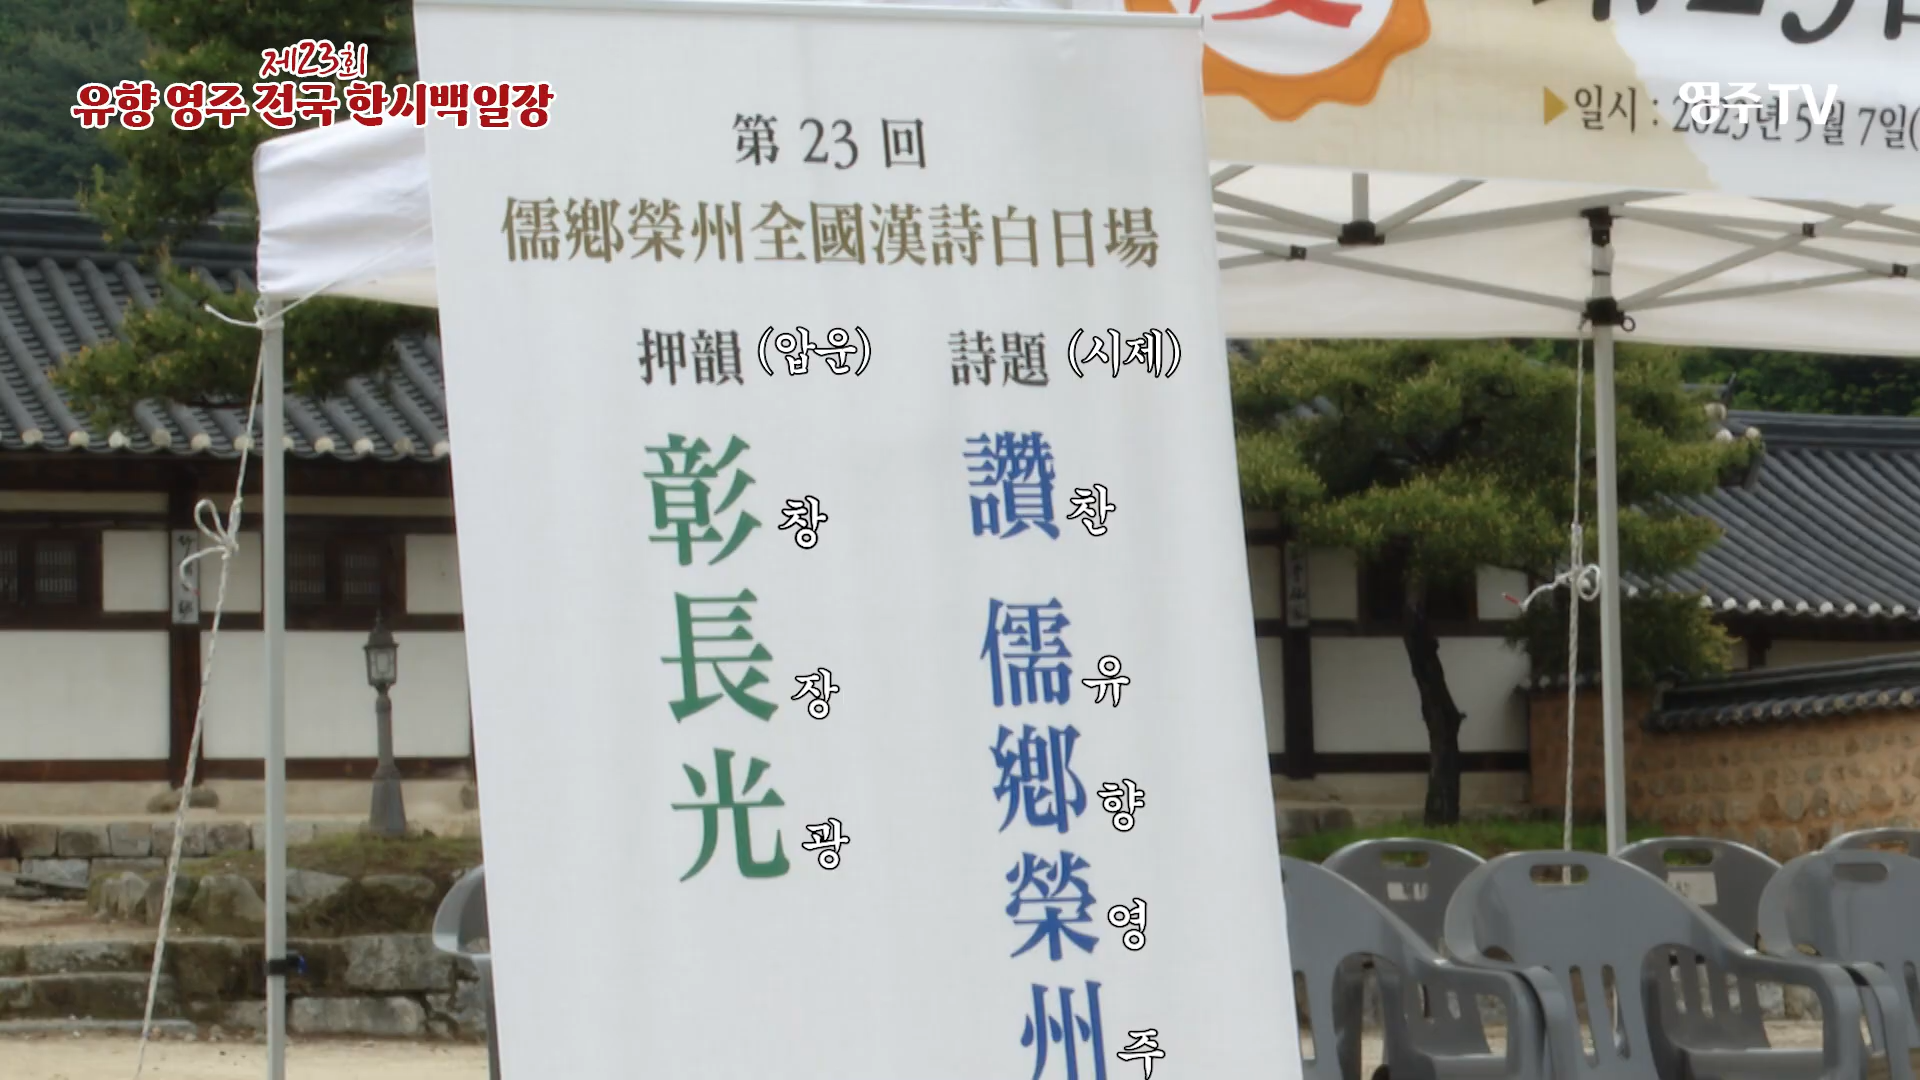 제23회
유향 영주 전국 한시백일장
영주TV
일시 : 2023년 5월 7일(
第 23 回
儒鄕榮州全國漢詩白日場
押韻 (압운)
詩題 (시제)
彰 창
長 장
光 광
讚 찬
儒 유
鄕 향
榮 영
州 주